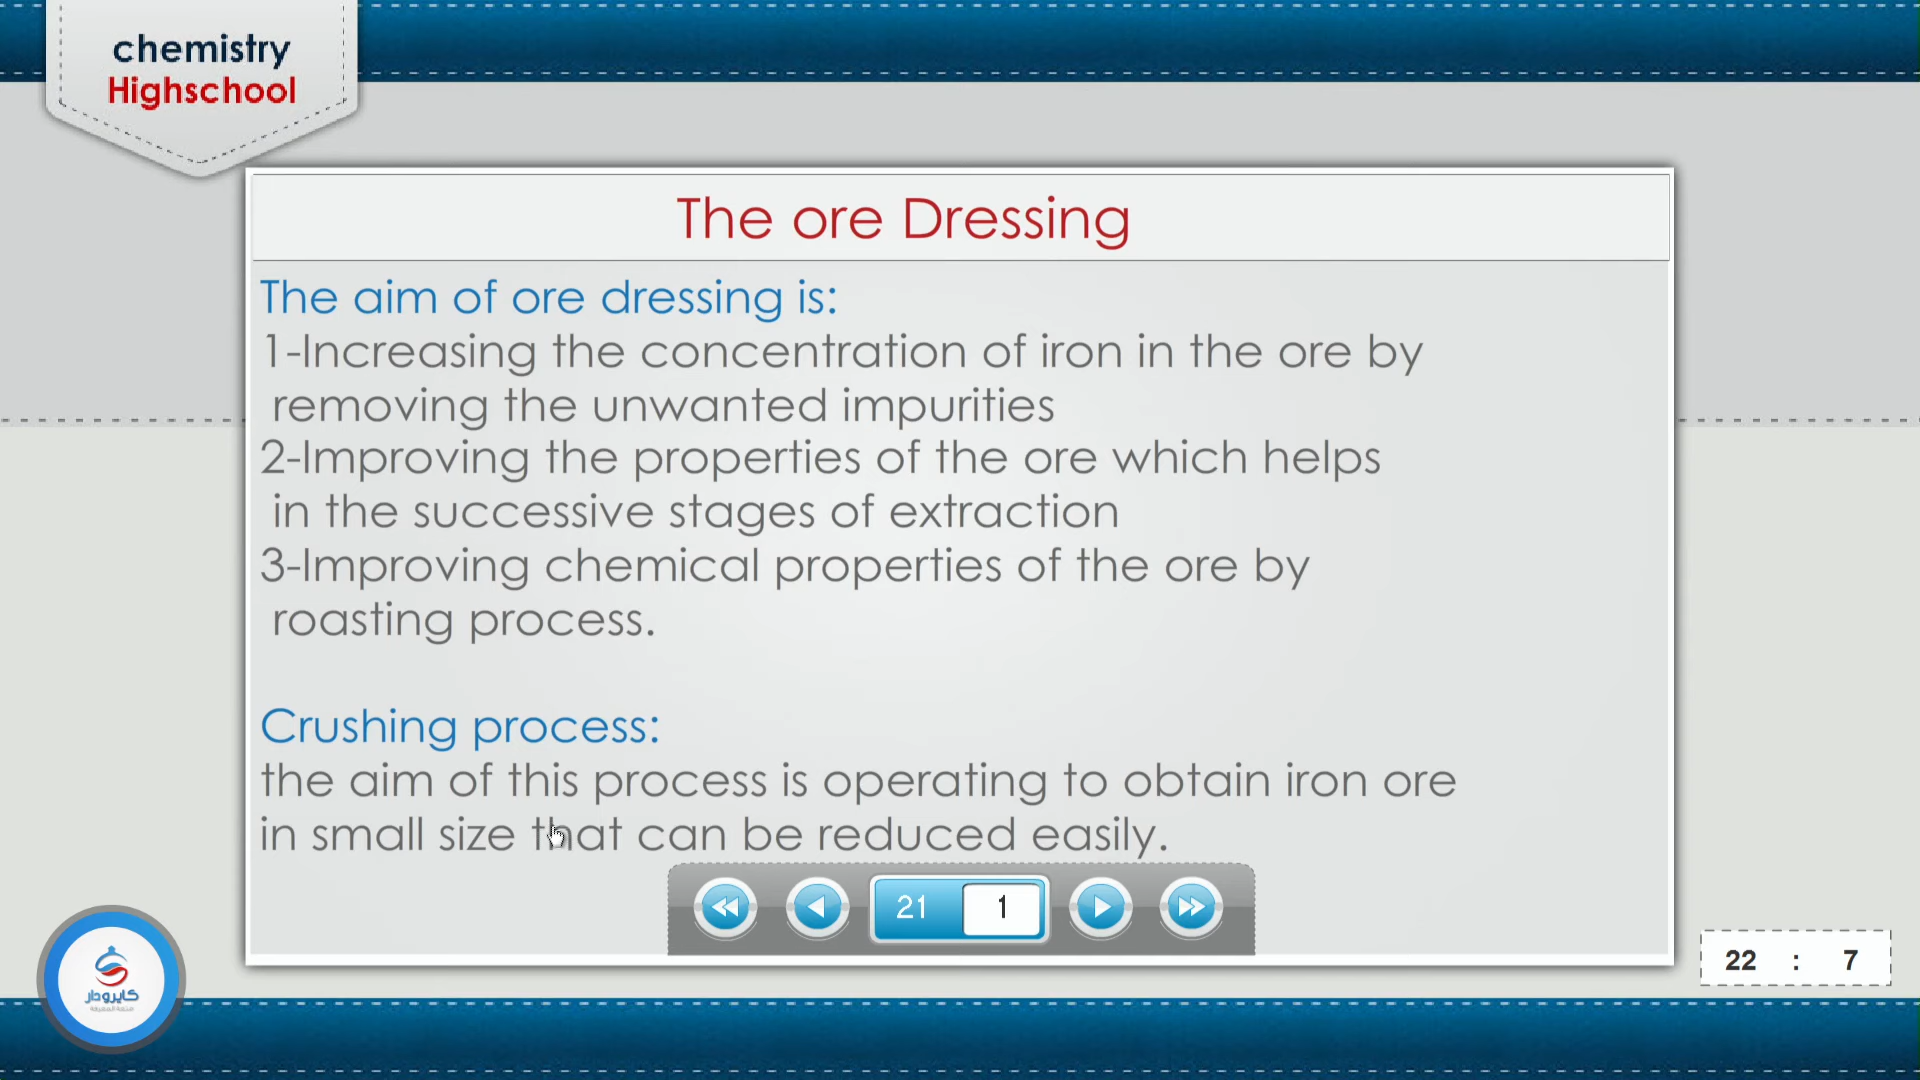 chemistry
Highschool
The ore Dressing
The aim of ore dressing is:
1-Increasing the concentration of iron in the ore by
removing the unwanted impurities
2-Improving the properties of the ore which helps
in the successive stages of extraction
3-Improving chemical properties of the ore by
roasting process.
Crushing process:
the aim of this process is operating to obtain iron ore
in small size that can be reduced easily.
21 1
22 : 7
كايرودار